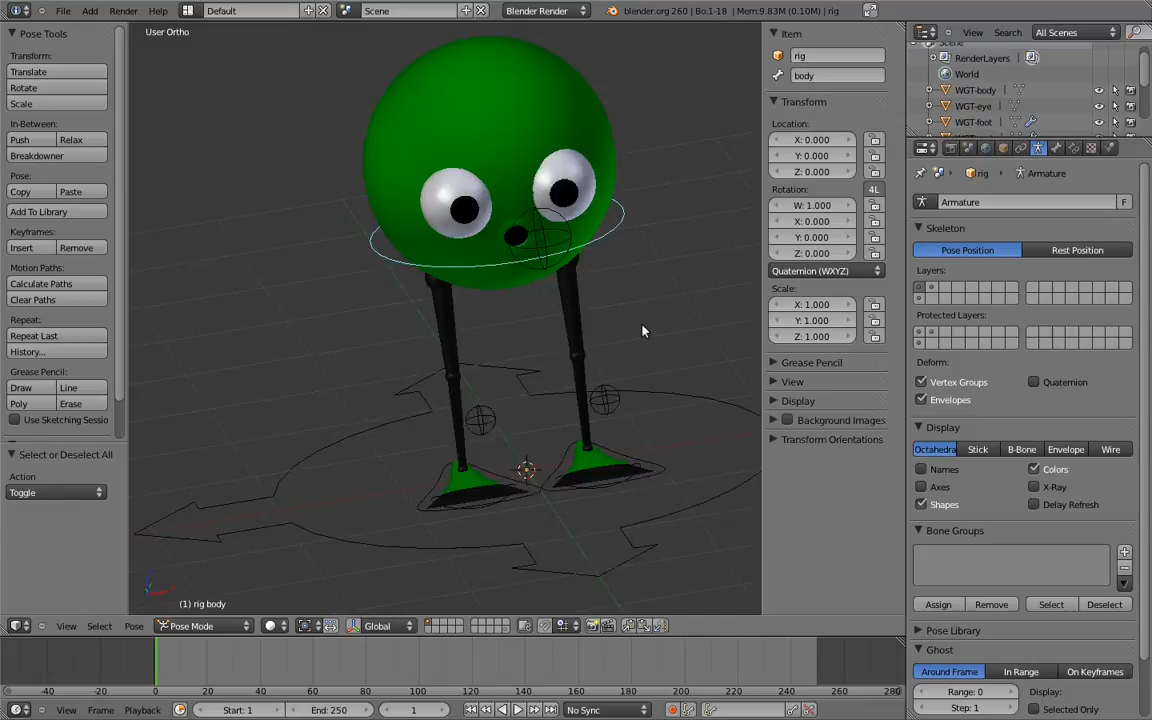 File Add Render Help Default Scene Blender Render blender.org 260 | Bo:1-18 | Mem:9.83M (0.10M) | rig
Pose Tools
Transform:
Translate
Rotate
Scale
In-Between:
Push Relax
Breakdowner
Pose:
Copy Paste
Add To Library
Keyframes:
Insert Remove
Motion Paths:
Calculate Paths
Clear Paths
Repeat:
Repeat Last
History...
Grease Pencil:
Draw Line
Poly Erase
Use Sketching Sessio
Select or Deselect All
Action
Toggle
User Ortho
(1) rig body
View Select Pose Pose Mode Global
Item
rig
body
Transform
Location:
X: 0.000
Y: 0.000
Z: 0.000
Rotation: 4L
W: 1.000
X: 0.000
Y: 0.000
Z: 0.000
Quaternion (WXYZ)
Scale:
X: 1.000
Y: 1.000
Z: 1.000
Grease Pencil
View
Display
Background Images
Transform Orientations
View Search All Scenes
Scene
RenderLayers
World
WGT-body
WGT-eye
WGT-foot
rig Armature
Armature F
Skeleton
Pose Position Rest Position
Layers:
Protected Layers:
Deform:
Vertex Groups Quaternion
Envelopes
Display
Octahedra Stick B-Bone Envelope Wire
Names Colors
Axes X-Ray
Shapes Delay Refresh
Bone Groups
Assign Remove Select Deselect
Pose Library
Ghost
Around Frame In Range On Keyframes
Range: 0 Display:
Step: 1 Selected Only
-40 -20 0 20 40 60 80 100 120 140 160 180 200 220 240 260 280
View Frame Playback Start: 1 End: 250 1 No Sync